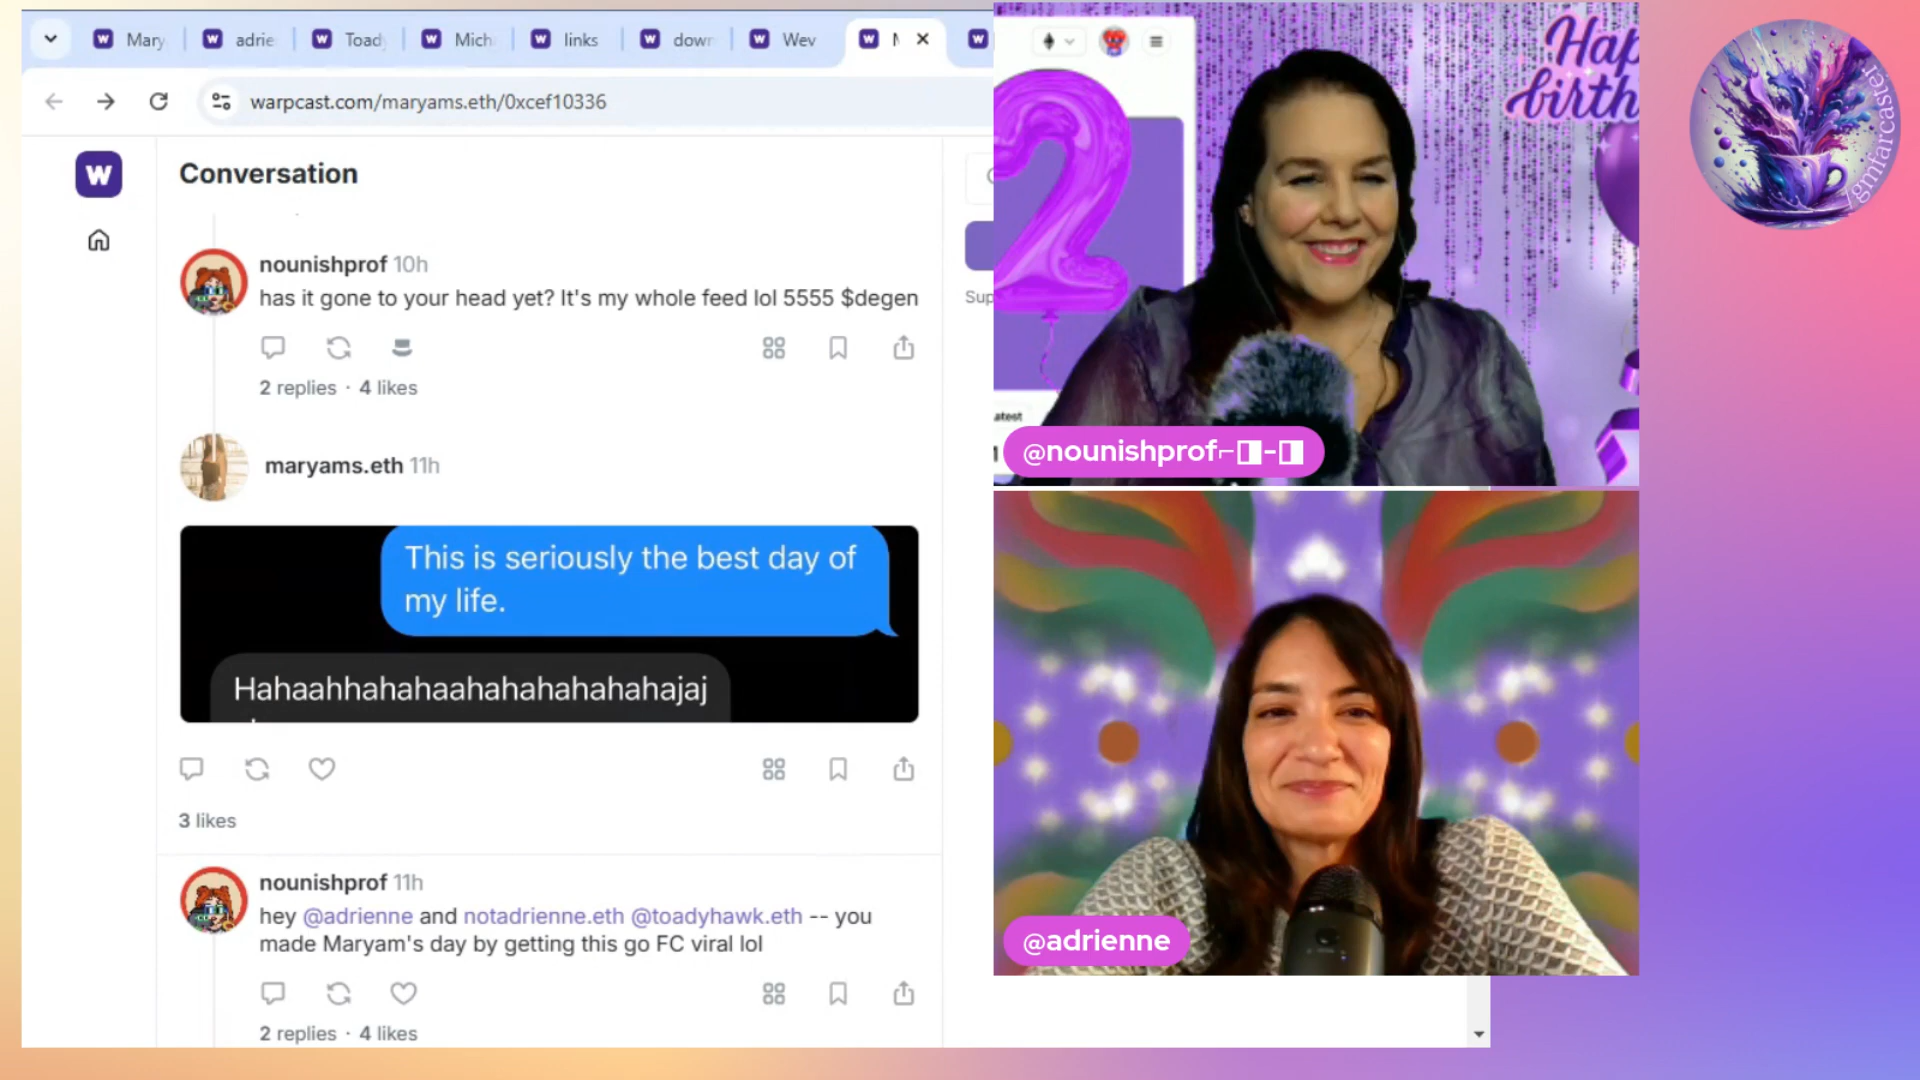 Mary
adrie
Toad
Mich
links
down
Wev
warpcast.com/maryams.eth/0xcef10336
W
Conversation
nounishprof 10h
has it gone to your head yet? It's my whole feed lol 5555 $degen
2 replies · 4 likes
maryams.eth 11h
This is seriously the best day of
my life.
Hahaahhahahaahahahahahahajaj
3 likes
nounishprof 11h
hey @adrienne and notadrienne.eth @toadyhawk.eth -- you
made Maryam's day by getting this go FC viral lol
2 replies · 4 likes
Sup
2
Hap
birth
atest
@nounishprof⌐◨-◨
@adrienne
/gmfarcaster